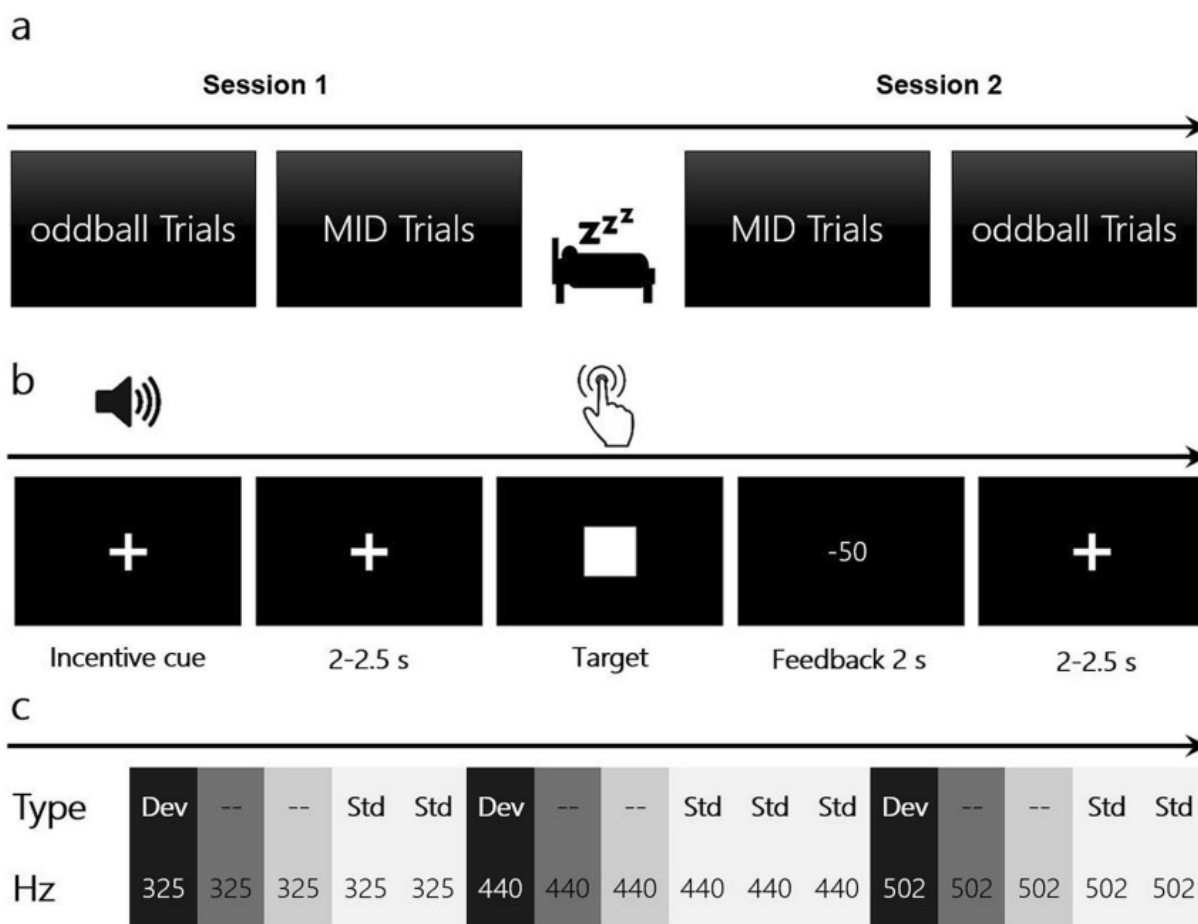 a
Session 1 Session 2
oddball Trials MID Trials zzz MID Trials oddball Trials
b
-50
Incentive cue 2-2.5 s Target Feedback 2 s 2-2.5 s
c
Type Dev -- -- Std Std Dev -- -- Std Std Std Dev -- -- Std Std
Hz 325 325 325 325 325 440 440 440 440 440 440 502 502 502 502 502